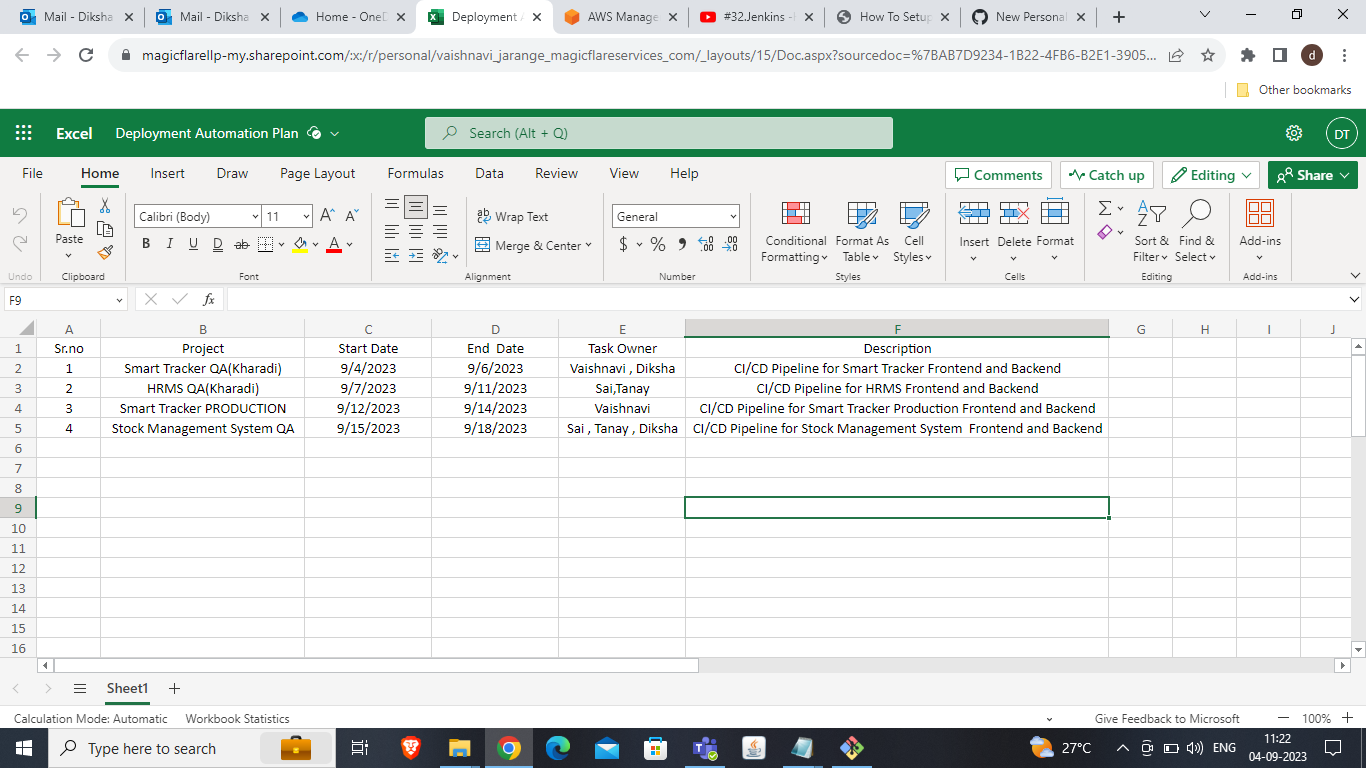 Mail - Diksha
Mail - Diksha
Home - OneD
Deployment A
AWS Manage
#32.Jenkins -
How To Setup
New Personal
magicflarellp-my.sharepoint.com/:x:/r/personal/vaishnavi_jarange_magicflareservices_com/_layouts/15/Doc.aspx?sourcedoc=%7BAB7D9234-1B22-4FB6-B2E1-3905...
d
Other bookmarks
Excel Deployment Automation Plan Search (Alt + Q) DT
File Home Insert Draw Page Layout Formulas Data Review View Help Comments Catch up Editing Share
Paste Calibri (Body) 11 A A ab Wrap Text General
B I U D ab A Merge & Center $ % 9 .00 .00
Conditional Formatting Format As Table Cell Styles Insert Delete Format Sort & Filter Find & Select Add-ins
Undo Clipboard Font Alignment Number Styles Cells Editing Add-ins
F9 fx
A B C D E F G H I J
1 Sr.no Project Start Date End Date Task Owner Description
2 1 Smart Tracker QA(Kharadi) 9/4/2023 9/6/2023 Vaishnavi , Diksha CI/CD Pipeline for Smart Tracker Frontend and Backend
3 2 HRMS QA(Kharadi) 9/7/2023 9/11/2023 Sai,Tanay CI/CD Pipeline for HRMS Frontend and Backend
4 3 Smart Tracker PRODUCTION 9/12/2023 9/14/2023 Vaishnavi CI/CD Pipeline for Smart Tracker Production Frontend and Backend
5 4 Stock Management System QA 9/15/2023 9/18/2023 Sai , Tanay , Diksha CI/CD Pipeline for Stock Management System  Frontend and Backend
6
7
8
9
10
11
12
13
14
15
16
Sheet1
Calculation Mode: Automatic Workbook Statistics Give Feedback to Microsoft 100%
Type here to search 27°C ENG 11:22
04-09-2023